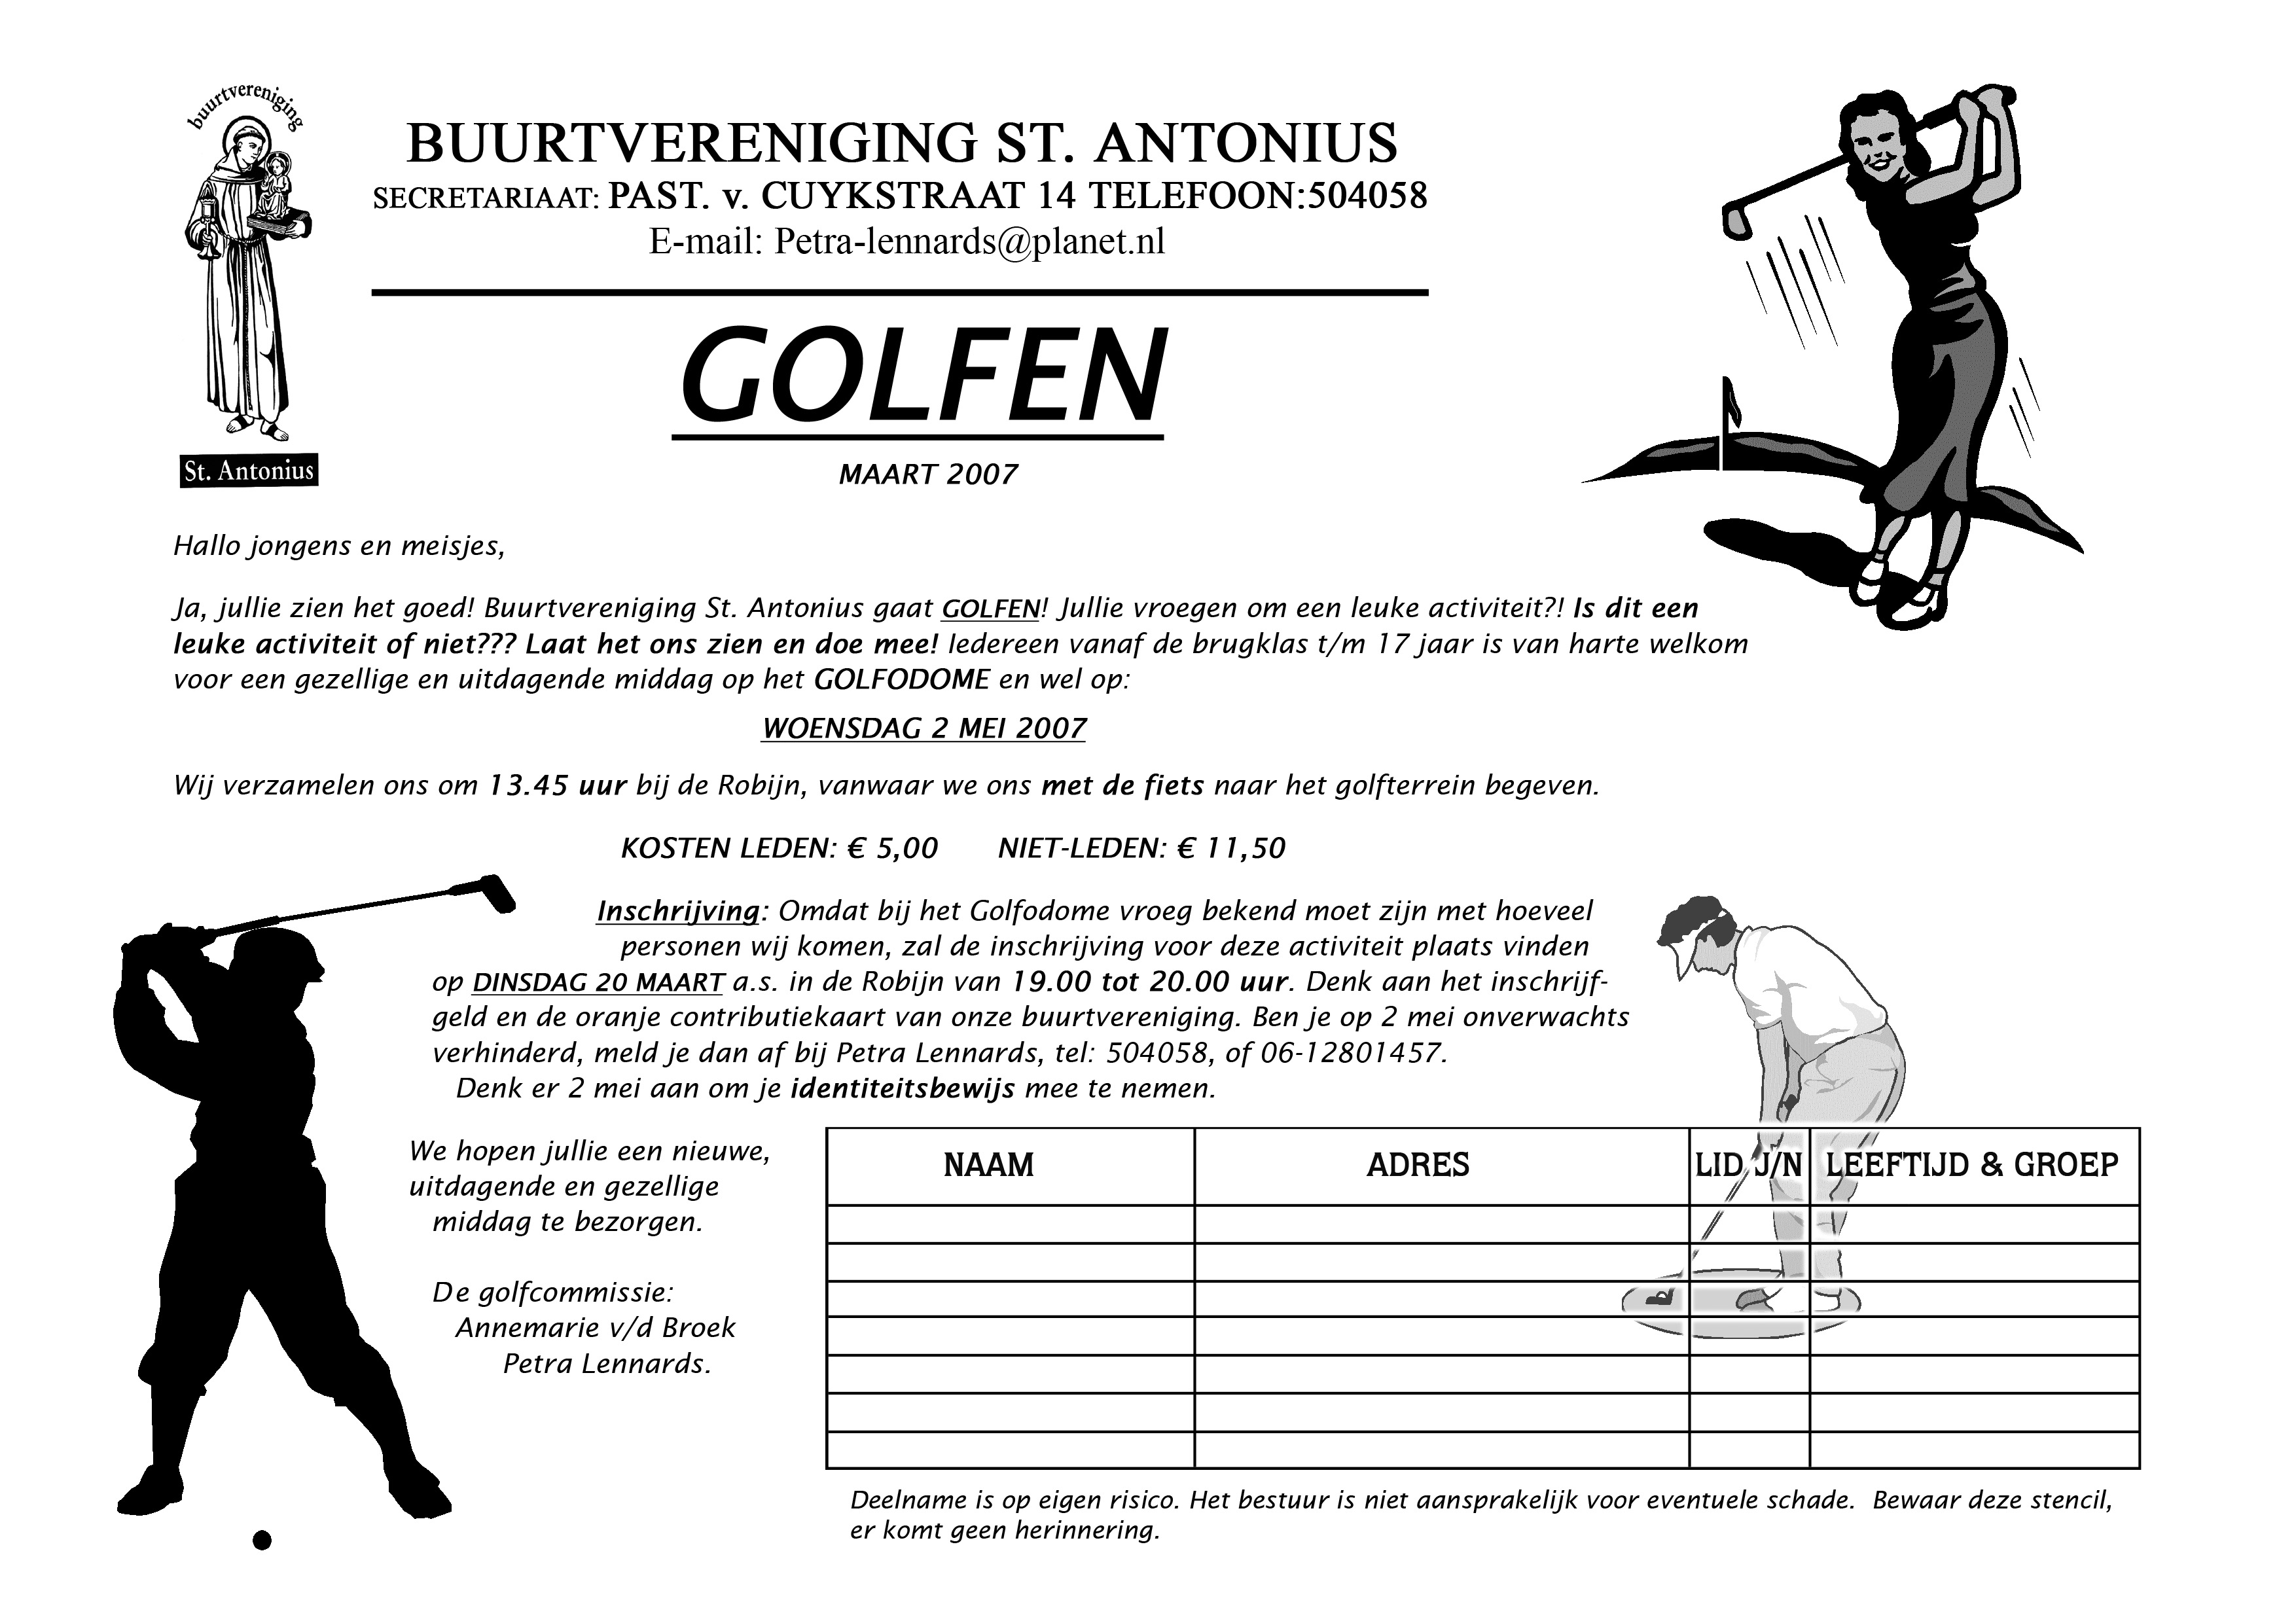 buurtvereniging
St. Antonius
BUURTVERENIGING ST. ANTONIUS
SECRETARIAAT: PAST. v. CUYKSTRAAT 14 TELEFOON:504058
E-mail: Petra-lennards@planet.nl
GOLFEN
MAART 2007
Hallo jongens en meisjes,
Ja, jullie zien het goed! Buurtvereniging St. Antonius gaat GOLFEN! Jullie vroegen om een leuke activiteit?! Is dit een
leuke activiteit of niet??? Laat het ons zien en doe mee! Iedereen vanaf de brugklas t/m 17 jaar is van harte welkom
voor een gezellige en uitdagende middag op het GOLFODOME en wel op:
WOENSDAG 2 MEI 2007
Wij verzamelen ons om 13.45 uur bij de Robijn, vanwaar we ons met de fiets naar het golfterrein begeven.
KOSTEN LEDEN: € 5,00 NIET-LEDEN: € 11,50
Inschrijving: Omdat bij het Golfodome vroeg bekend moet zijn met hoeveel
personen wij komen, zal de inschrijving voor deze activiteit plaats vinden
op DINSDAG 20 MAART a.s. in de Robijn van 19.00 tot 20.00 uur. Denk aan het inschrijf-
geld en de oranje contributiekaart van onze buurtvereniging. Ben je op 2 mei onverwachts
verhinderd, meld je dan af bij Petra Lennards, tel: 504058, of 06-12801457.
Denk er 2 mei aan om je identiteitsbewijs mee te nemen.
We hopen jullie een nieuwe,
uitdagende en gezellige
middag te bezorgen.
De golfcommissie:
Annemarie v/d Broek
Petra Lennards.
NAAM ADRES LID J/N LEEFTIJD & GROEP
Deelname is op eigen risico. Het bestuur is niet aansprakelijk voor eventuele schade. Bewaar deze stencil,
er komt geen herinnering.